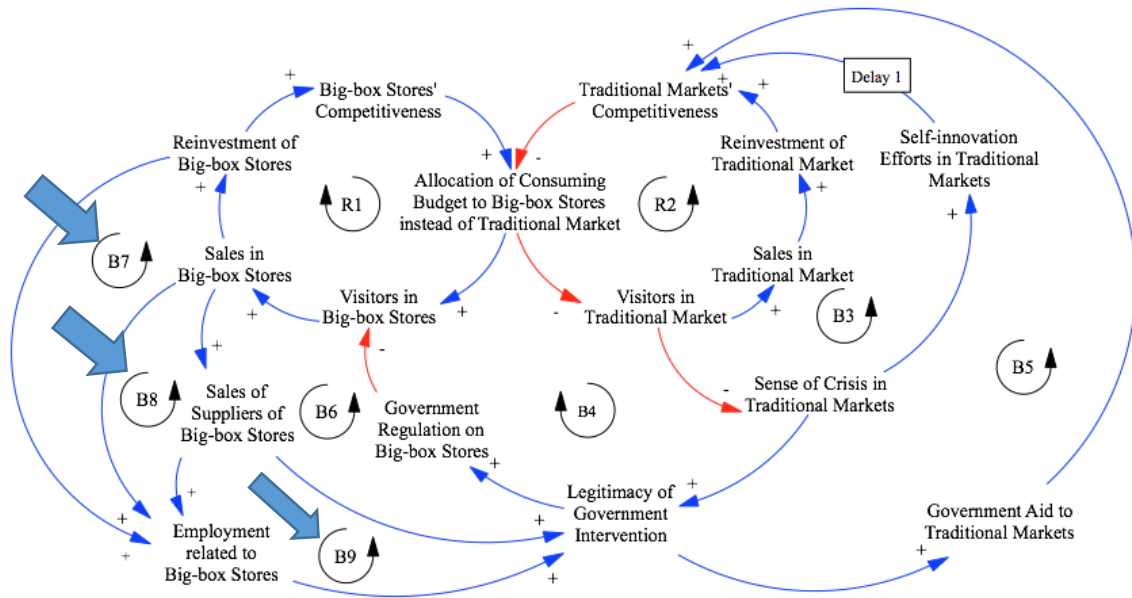 Big-box Stores'
Competitiveness
Traditional Markets'
Competitiveness
Delay 1
Reinvestment of
Big-box Stores
Reinvestment of
Traditional Market
Self-innovation
Efforts in Traditional
Markets
Allocation of Consuming
Budget to Big-box Stores
instead of Traditional Market
R1
R2
B7
Sales in
Big-box Stores
Sales in
Traditional Market
Visitors in
Big-box Stores
Visitors in
Traditional Market
B3
B5
B8
Sales of
Suppliers of
Big-box Stores
B6
Government
Regulation on
Big-box Stores
B4
Sense of Crisis in
Traditional Markets
Legitimacy of
Government
Intervention
Government Aid to
Traditional Markets
Employment
related to
Big-box Stores
B9
+
+
+
+
+
+
-
+
+
+
+
+
-
+
+
-
-
+
+
+
+
+
+
+
+
+